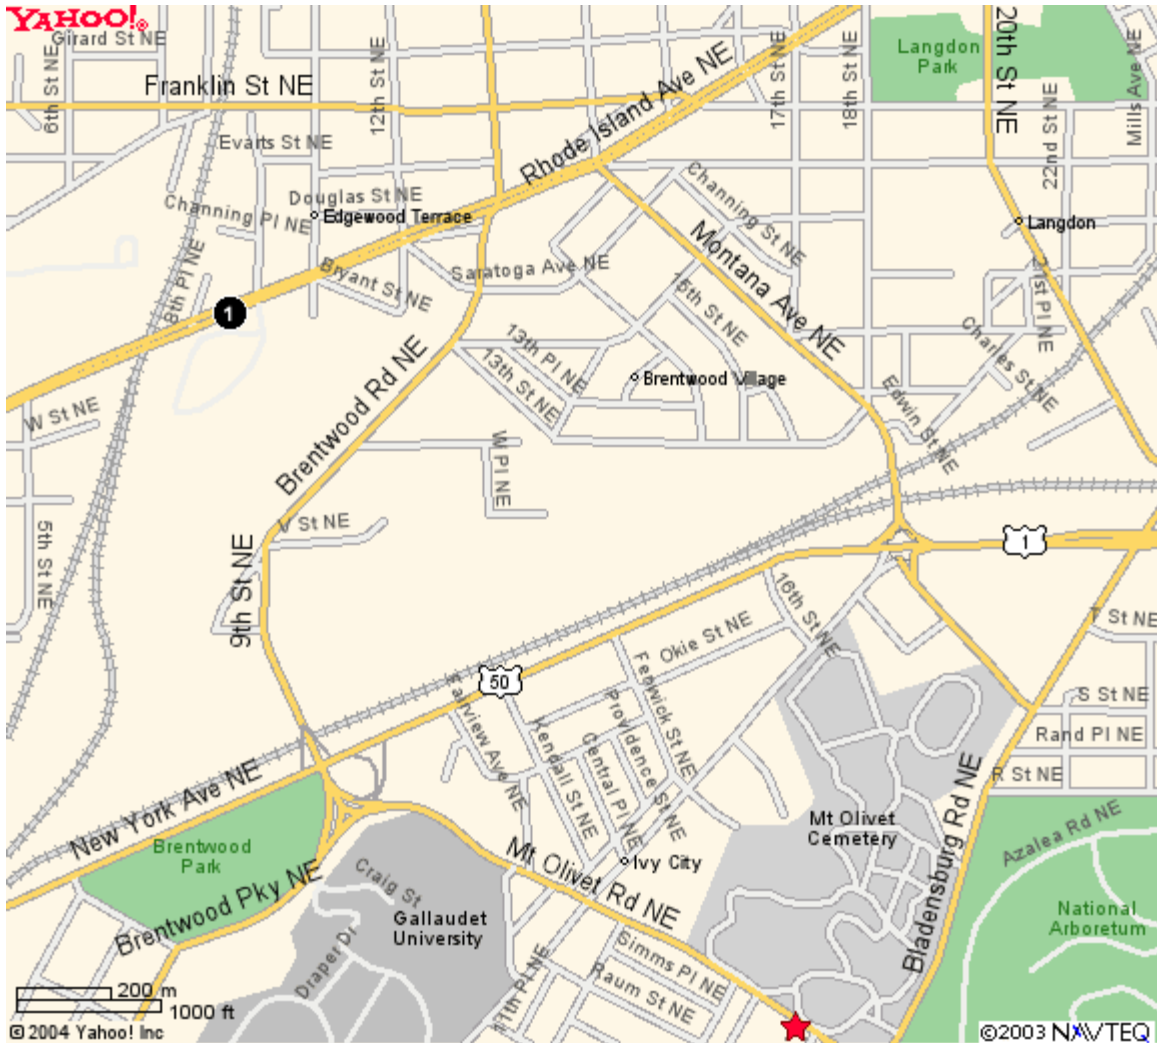 YAHOO!®
Girard St NE
6th St NE
Franklin St NE
12th St NE
Evarts St NE
Rhode Island Ave NE
17th St NE
18th St NE
Langdon
Park
20th St NE
22nd St NE
Mills Ave NE
Douglas St NE
Channing Pl NE
Edgewood Terrace
Channing St NE
Langdon
8th Pl NE
1
Bryant St NE
Saratoga Ave NE
Montana Ave NE
15th St NE
21st Pl NE
Charles St NE
13th Pl NE
13th St NE
Brentwood Village
Brentwood Rd NE
W St NE
W Pl NE
Edwin St NE
5th St NE
V St NE
9th St NE
1
16th St NE
Okie St NE
T St NE
50
Fenwick St NE
Fairview Ave NE
Providence St NE
Kendall St NE
Central Pl NE
S St NE
Rand Pl NE
R St NE
New York Ave NE
Brentwood
Park
Mt Olivet
Cemetery
Bladensburg Rd NE
Azalea Rd NE
Ivy City
Mt Olivet Rd NE
Craig St
Brentwood Pky NE
Gallaudet
University
National
Arboretum
Draper Dr
11th Pl NE
Simms Pl NE
Raum St NE
200 m
1000 ft
© 2004 Yahoo! Inc
©2003 NAVTEQ